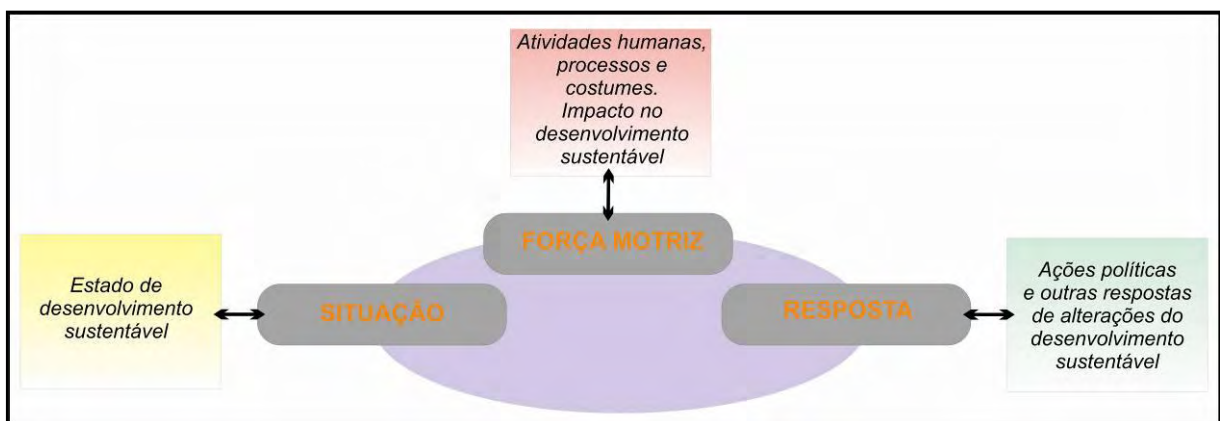 Atividades humanas,
processos e
costumes.
Impacto no
desenvolvimento
sustentável
FORÇA MOTRIZ
Estado de
desenvolvimento
sustentável
SITUAÇÃO
RESPOSTA
Ações políticas
e outras respostas
de alterações do
desenvolvimento
sustentável